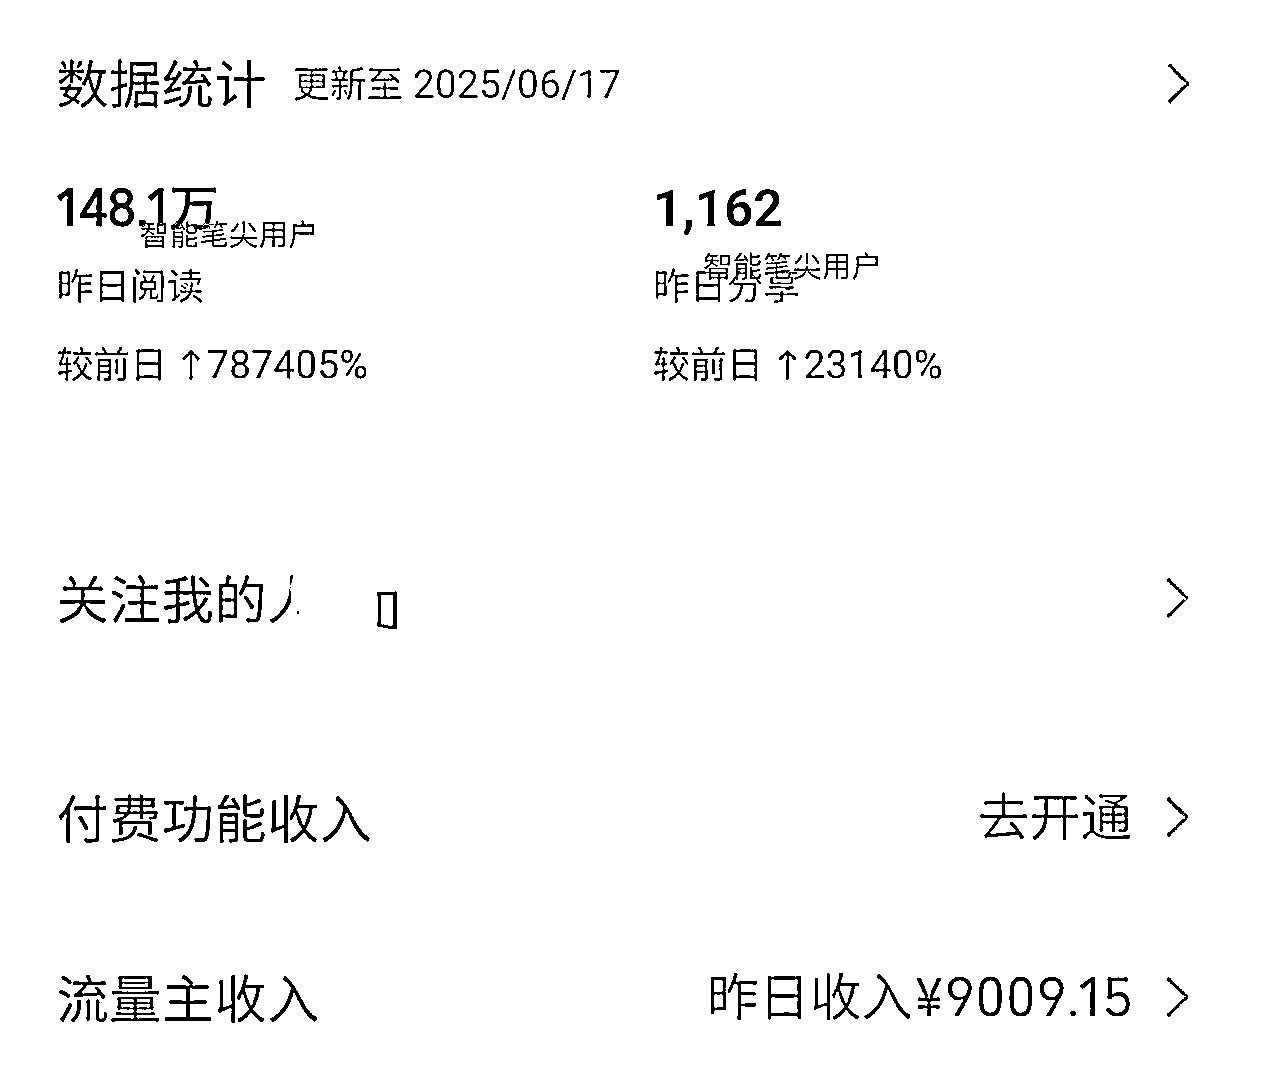 数据统计 更新至 2025/06/17
148.1万
1,162
智能笔尖用户
智能笔尖用户
昨日阅读
昨日分享
较前日 ↑787405%
较前日 ↑23140%
关注我的人
付费功能收入
去开通
流量主收入
昨日收入¥9009.15